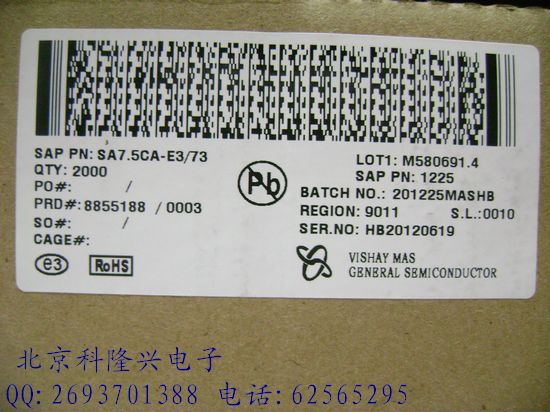 SAP PN: SA7.5CA-E3/73
QTY: 2000
PO#: /
PRD#: 8855188 / 0003
SO#: /
CAGE#:
e3 RoHS
Pb
LOT1: M580691.4
SAP PN: 1225
BATCH NO.: 201225MASHB
REGION: 9011 S.L.:0010
SER.NO: HB20120619
VISHAY MAS
GENERAL SEMICONDUCTOR
北京科隆兴电子
QQ:2693701388 电话:62565295